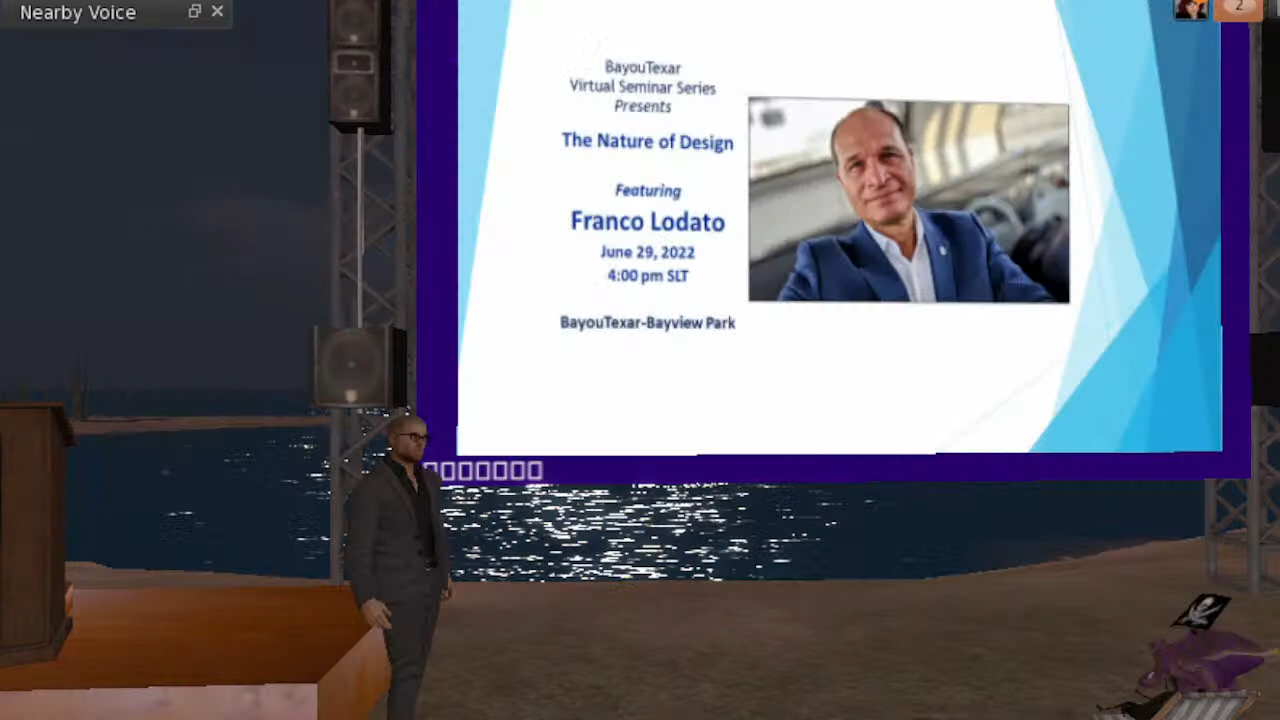 Nearby Voice
2
BayouTexar
Virtual Seminar Series
Presents
The Nature of Design
Featuring
Franco Lodato
June 29, 2022
4:00 pm SLT
BayouTexar-Bayview Park